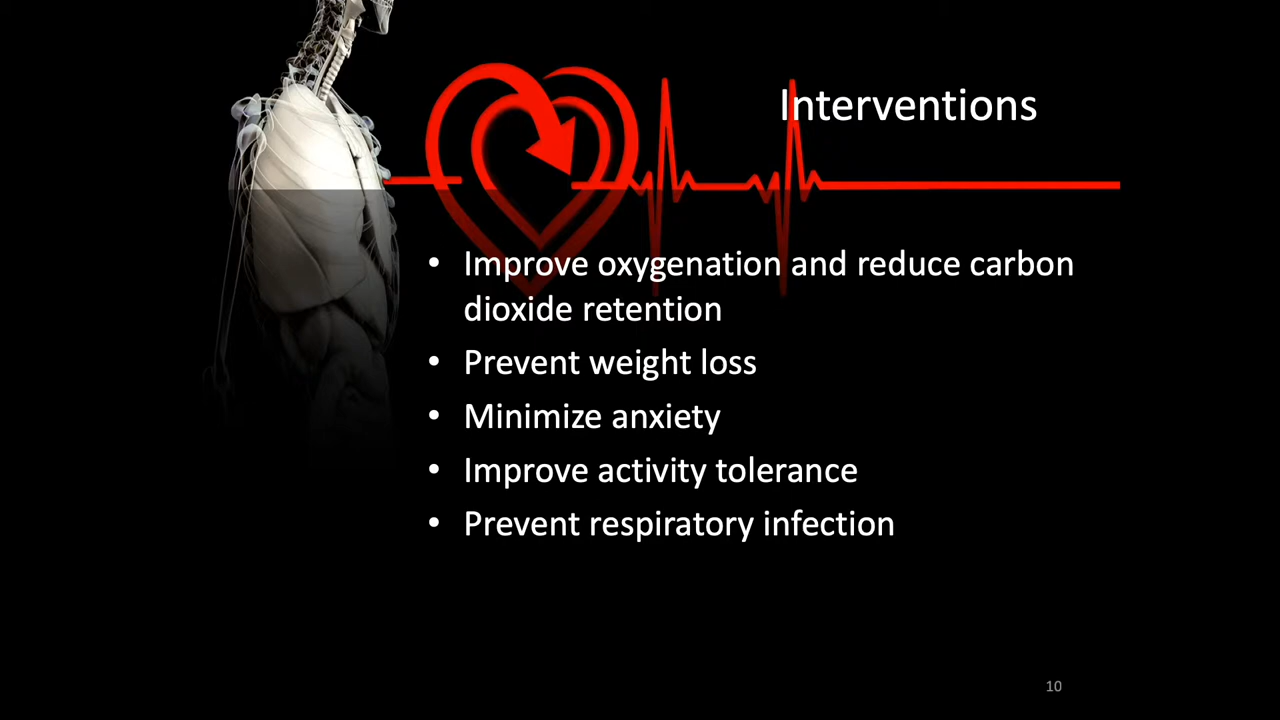 Interventions
• Improve oxygenation and reduce carbon
dioxide retention
• Prevent weight loss
• Minimize anxiety
• Improve activity tolerance
• Prevent respiratory infection
10